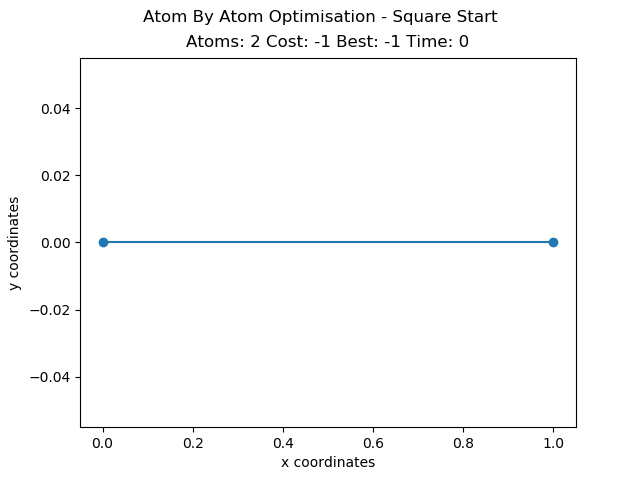 Atom By Atom Optimisation - Square Start
Atoms: 2 Cost: -1 Best: -1 Time: 0
0.04
0.02
0.00
−0.02
−0.04
y coordinates
0.0 0.2 0.4 0.6 0.8 1.0
x coordinates